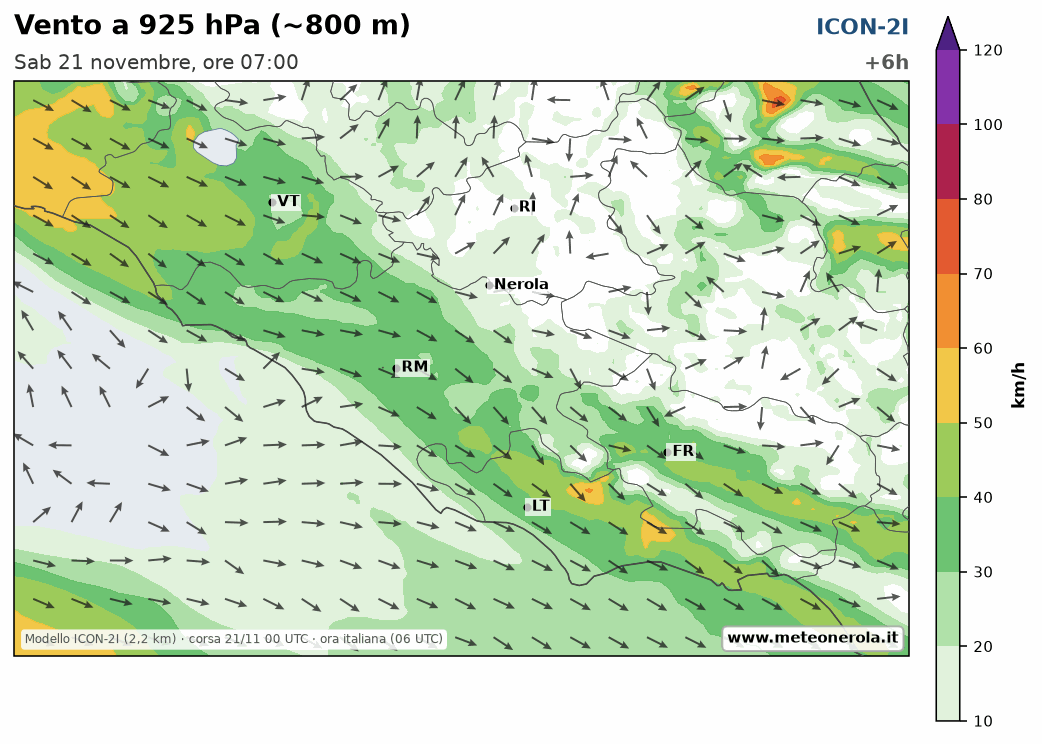 Vento a 925 hPa (~800 m)
ICON-2I
Sab 21 novembre, ore 07:00
+6h
VT
RI
Nerola
RM
FR
LT
Modello ICON-2I (2,2 km) · corsa 21/11 00 UTC · ora italiana (06 UTC)
www.meteonerola.it
120
100
80
70
60
50
40
30
20
10
km/h